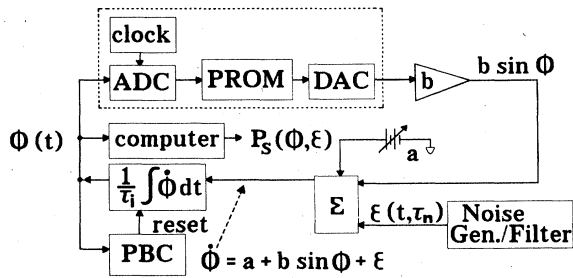 clock
ADC
PROM
DAC
b
b sin Φ
Φ (t)
computer
P_S(Φ,ε)
a
1/τ_i ∫Φ̇ dt
Σ
ε(t,τ_n)
Noise
Gen./Filter
reset
PBC
Φ̇ = a + b sin Φ + ε